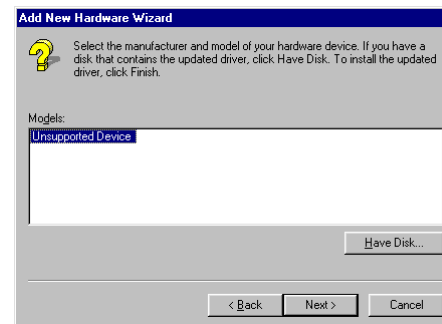 Add New Hardware Wizard
Select the manufacturer and model of your hardware device. If you have a
disk that contains the updated driver, click Have Disk. To install the updated
driver, click Finish.
Models:
Unsupported Device
Have Disk...
< Back Next > Cancel